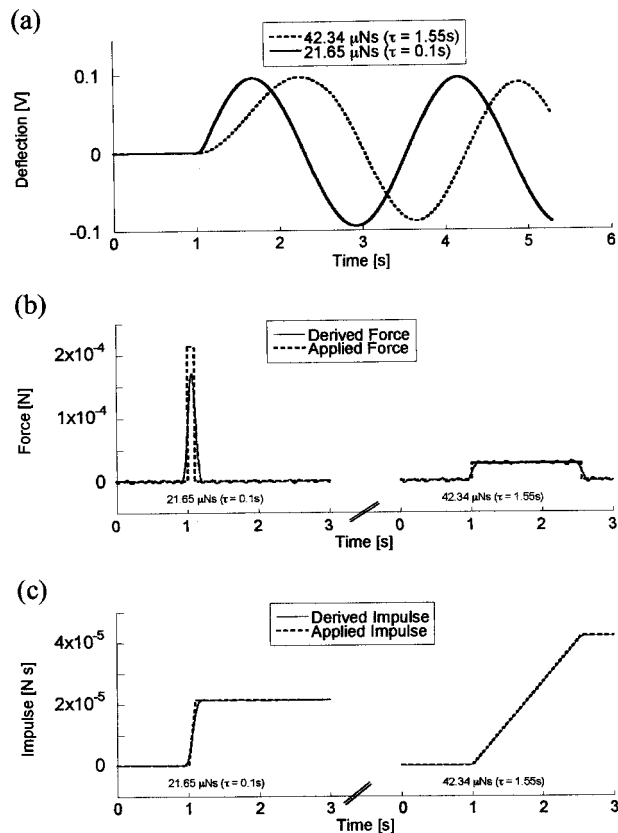 (a)
42.34 μNs (τ = 1.55s)
21.65 μNs (τ = 0.1s)
Deflection [V]
0.1
0
-0.1
0 1 2 3 4 5 6
Time [s]
(b)
Derived Force
Applied Force
Force [N]
2x10⁻⁴
1x10⁻⁴
0
21.65 μNs (τ = 0.1s) 42.34 μNs (τ = 1.55s)
0 1 2 3 0 1 2 3
Time [s]
(c)
Derived Impulse
Applied Impulse
Impulse [N s]
4x10⁻⁵
2x10⁻⁵
0
21.65 μNs (τ = 0.1s) 42.34 μNs (τ = 1.55s)
0 1 2 3 0 1 2 3
Time [s]